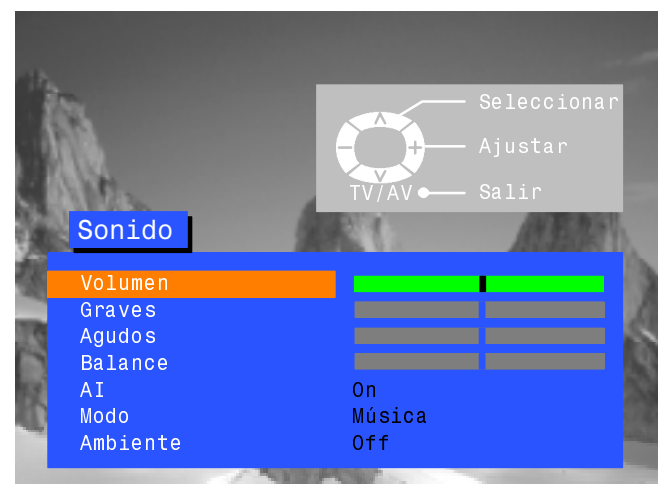 Seleccionar
Ajustar
TV/AV Salir
Sonido
Volumen
Graves
Agudos
Balance
AI On
Modo Música
Ambiente Off